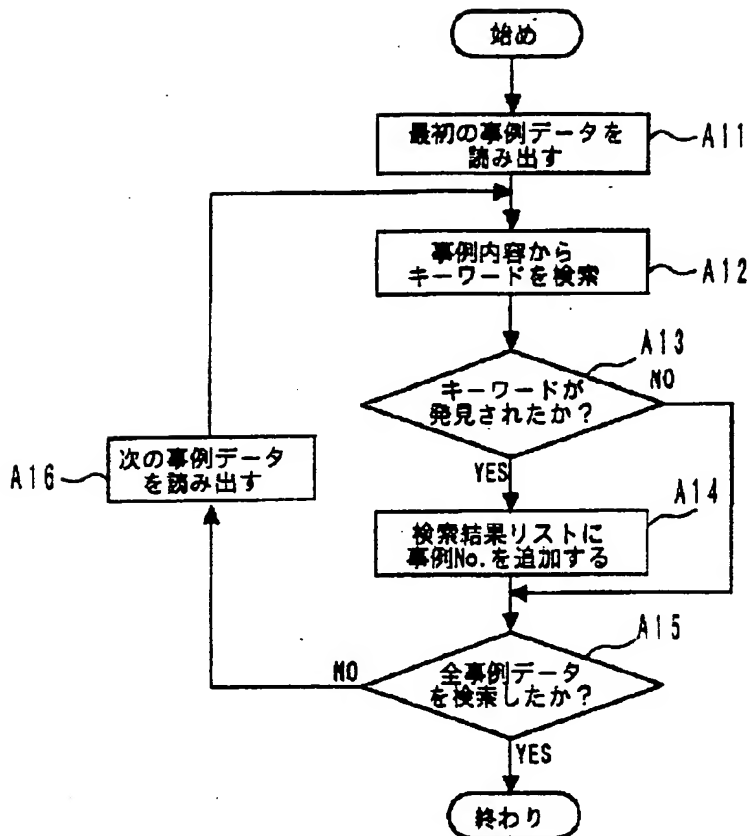 始め
最初の事例データを
読み出す
A11
事例内容から
キーワードを検索
A12
キーワードが
発見されたか?
A13
NO
YES
検索結果リストに
事例No.を追加する
A14
全事例データ
を検索したか?
A15
NO
YES
次の事例データ
を読み出す
A16
終わり